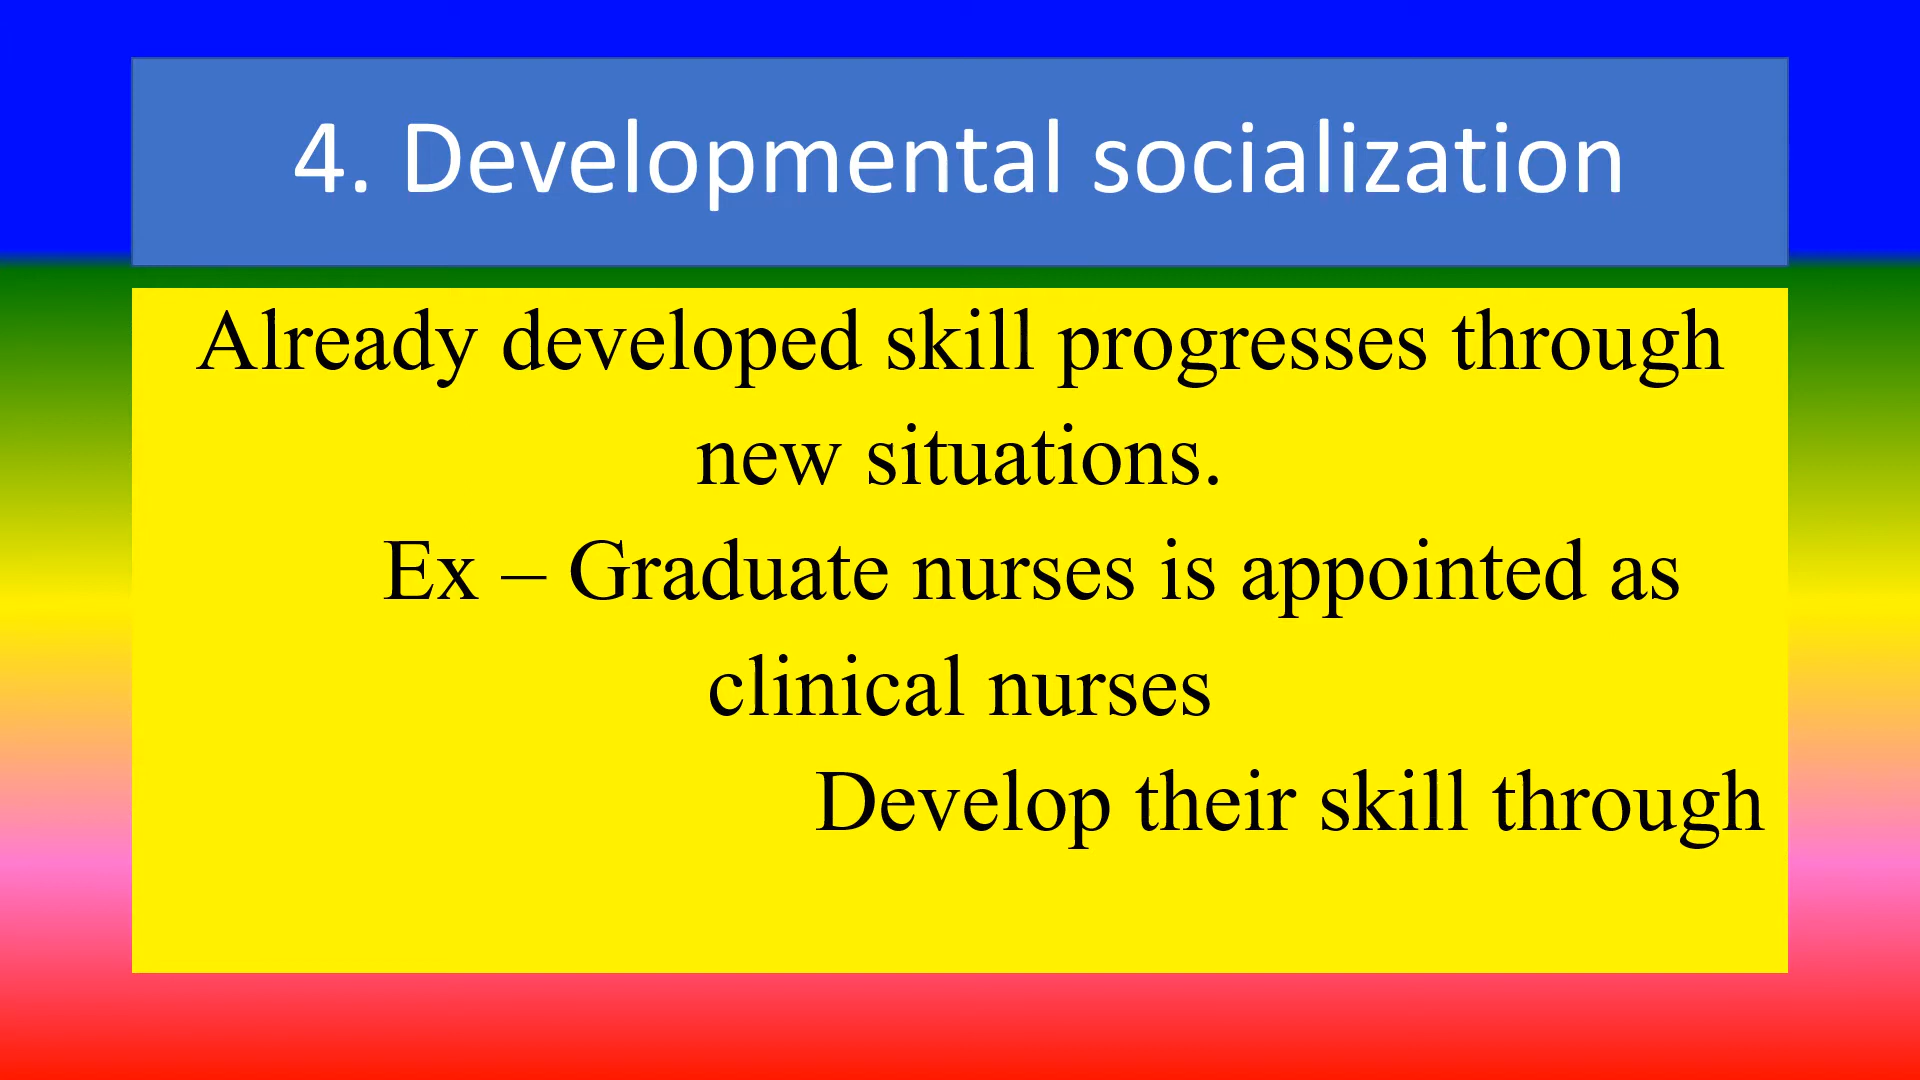 4. Developmental socialization
Already developed skill progresses through
new situations.
Ex – Graduate nurses is appointed as
clinical nurses
Develop their skill through